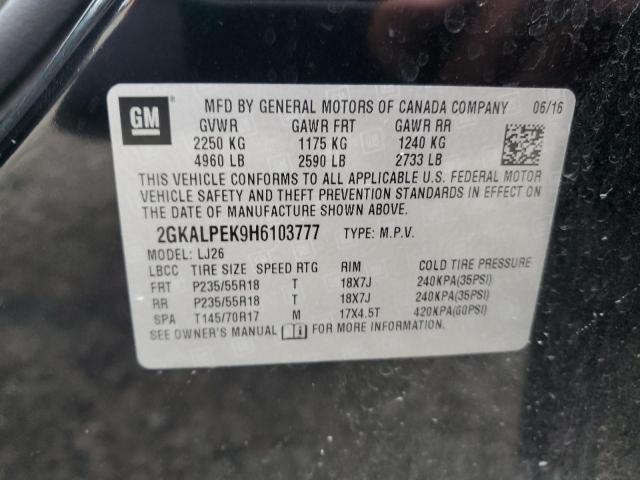 GM MFD BY GENERAL MOTORS OF CANADA COMPANY 06/16
GVWR GAWR FRT GAWR RR
2250 KG 1175 KG 1240 KG
4960 LB 2590 LB 2733 LB
THIS VEHICLE CONFORMS TO ALL APPLICABLE U.S. FEDERAL MOTOR
VEHICLE SAFETY AND THEFT PREVENTION STANDARDS IN EFFECT ON
THE DATE OF MANUFACTURE SHOWN ABOVE.
2GKALPEK9H6103777 TYPE: M.P.V.
MODEL: LJ26
LBCC TIRE SIZE SPEED RTG RIM COLD TIRE PRESSURE
FRT P235/55R18 T 18X7J 240KPA(35PSI)
RR P235/55R18 T 18X7J 240KPA(35PSI)
SPA T145/70R17 M 17X4.5T 420KPA(60PSI)
SEE OWNER'S MANUAL FOR MORE INFORMATION